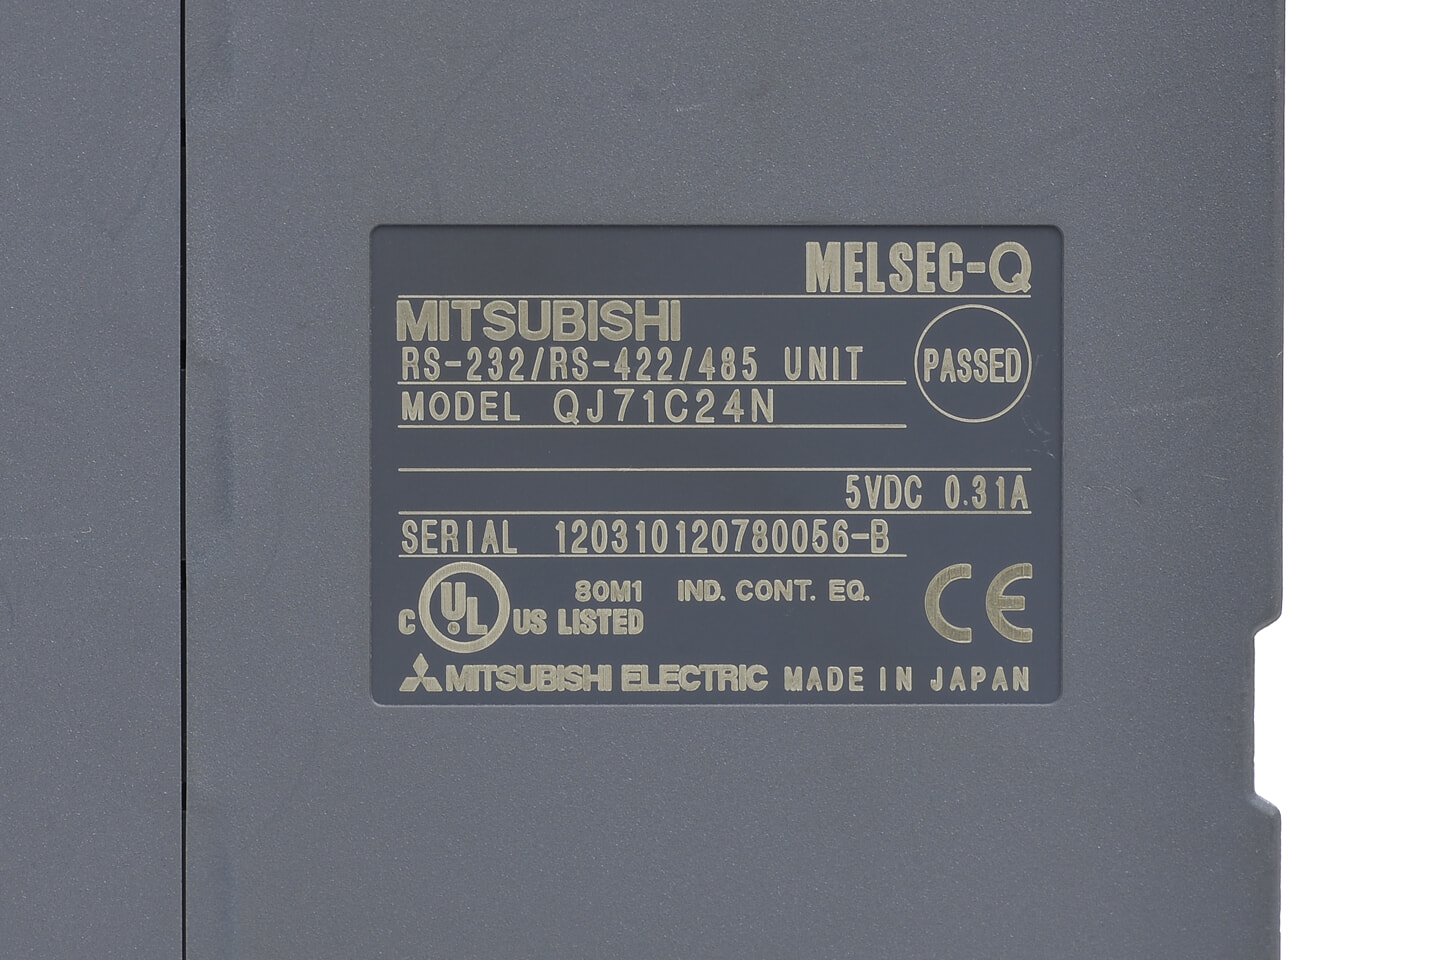 MELSEC-Q
MITSUBISHI
RS-232/RS-422/485 UNIT
PASSED
MODEL QJ71C24N
5VDC 0.31A
SERIAL 120310120780056-B
C UL US LISTED
80M1 IND. CONT. EQ.
CE
MITSUBISHI ELECTRIC MADE IN JAPAN